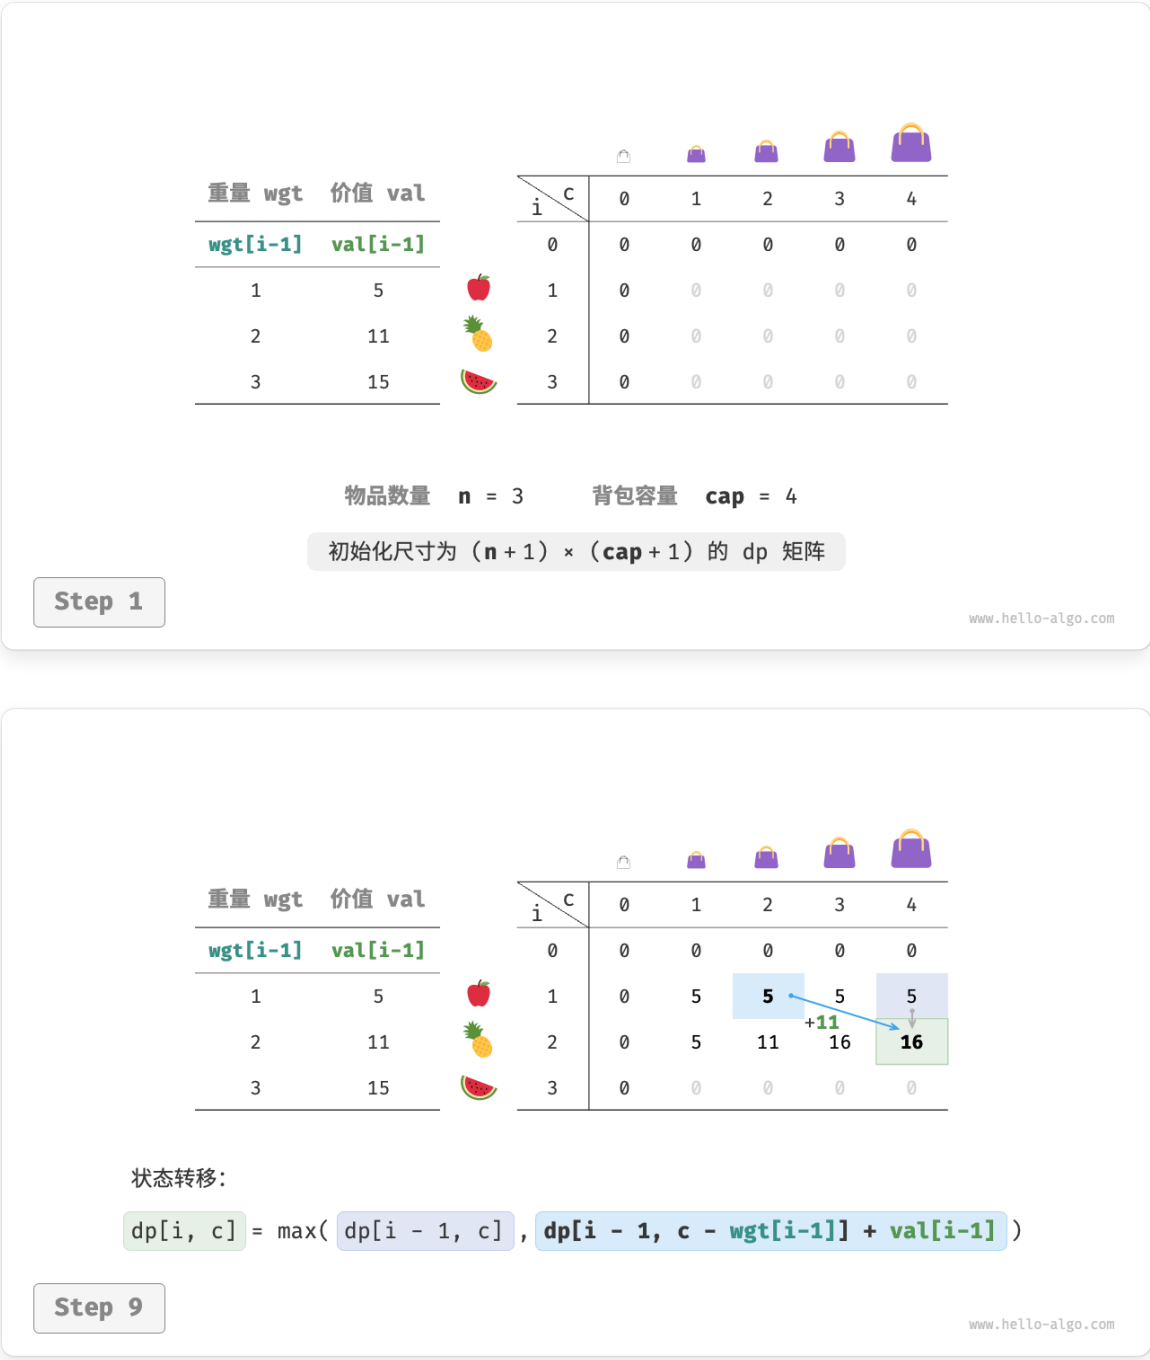 重量 wgt 价值 val
c
i
0 1 2 3 4
wgt[i-1] val[i-1] 0 0 0 0 0 0
1 5 1 0 0 0 0 0
2 11 2 0 0 0 0 0
3 15 3 0 0 0 0 0
物品数量 n = 3 背包容量 cap = 4
初始化尺寸为 (n + 1) × (cap + 1) 的 dp 矩阵
Step 1
www.hello-algo.com
重量 wgt 价值 val
c
i
0 1 2 3 4
wgt[i-1] val[i-1] 0 0 0 0 0 0
1 5 1 0 5 5 5 5
+11
2 11 2 0 5 11 16 16
3 15 3 0 0 0 0 0
状态转移:
dp[i, c] = max( dp[i - 1, c] , dp[i - 1, c - wgt[i-1]] + val[i-1] )
Step 9
www.hello-algo.com